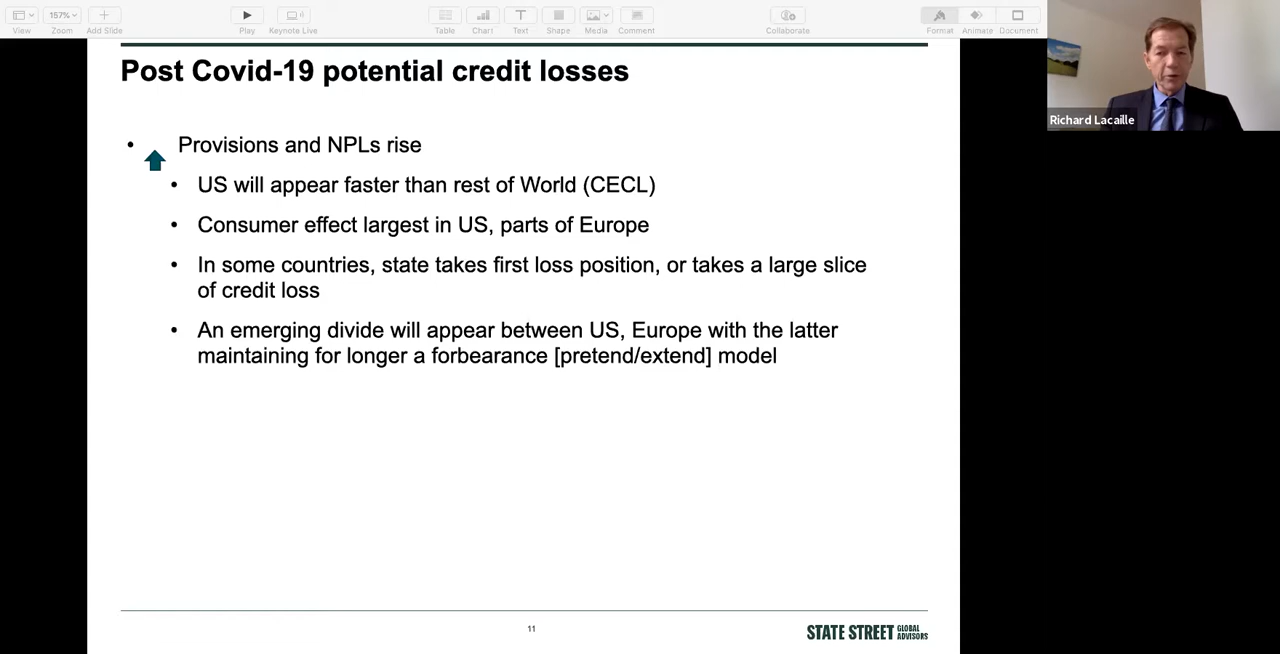 157%
View Zoom Add Slide Play Keynote Live Table Chart Text Shape Media Comment Collaborate Format Animate Document
Richard Lacaille
Post Covid-19 potential credit losses
• Provisions and NPLs rise
• US will appear faster than rest of World (CECL)
• Consumer effect largest in US, parts of Europe
• In some countries, state takes first loss position, or takes a large slice
of credit loss
• An emerging divide will appear between US, Europe with the latter
maintaining for longer a forbearance [pretend/extend] model
11
STATE STREET GLOBAL
ADVISORS